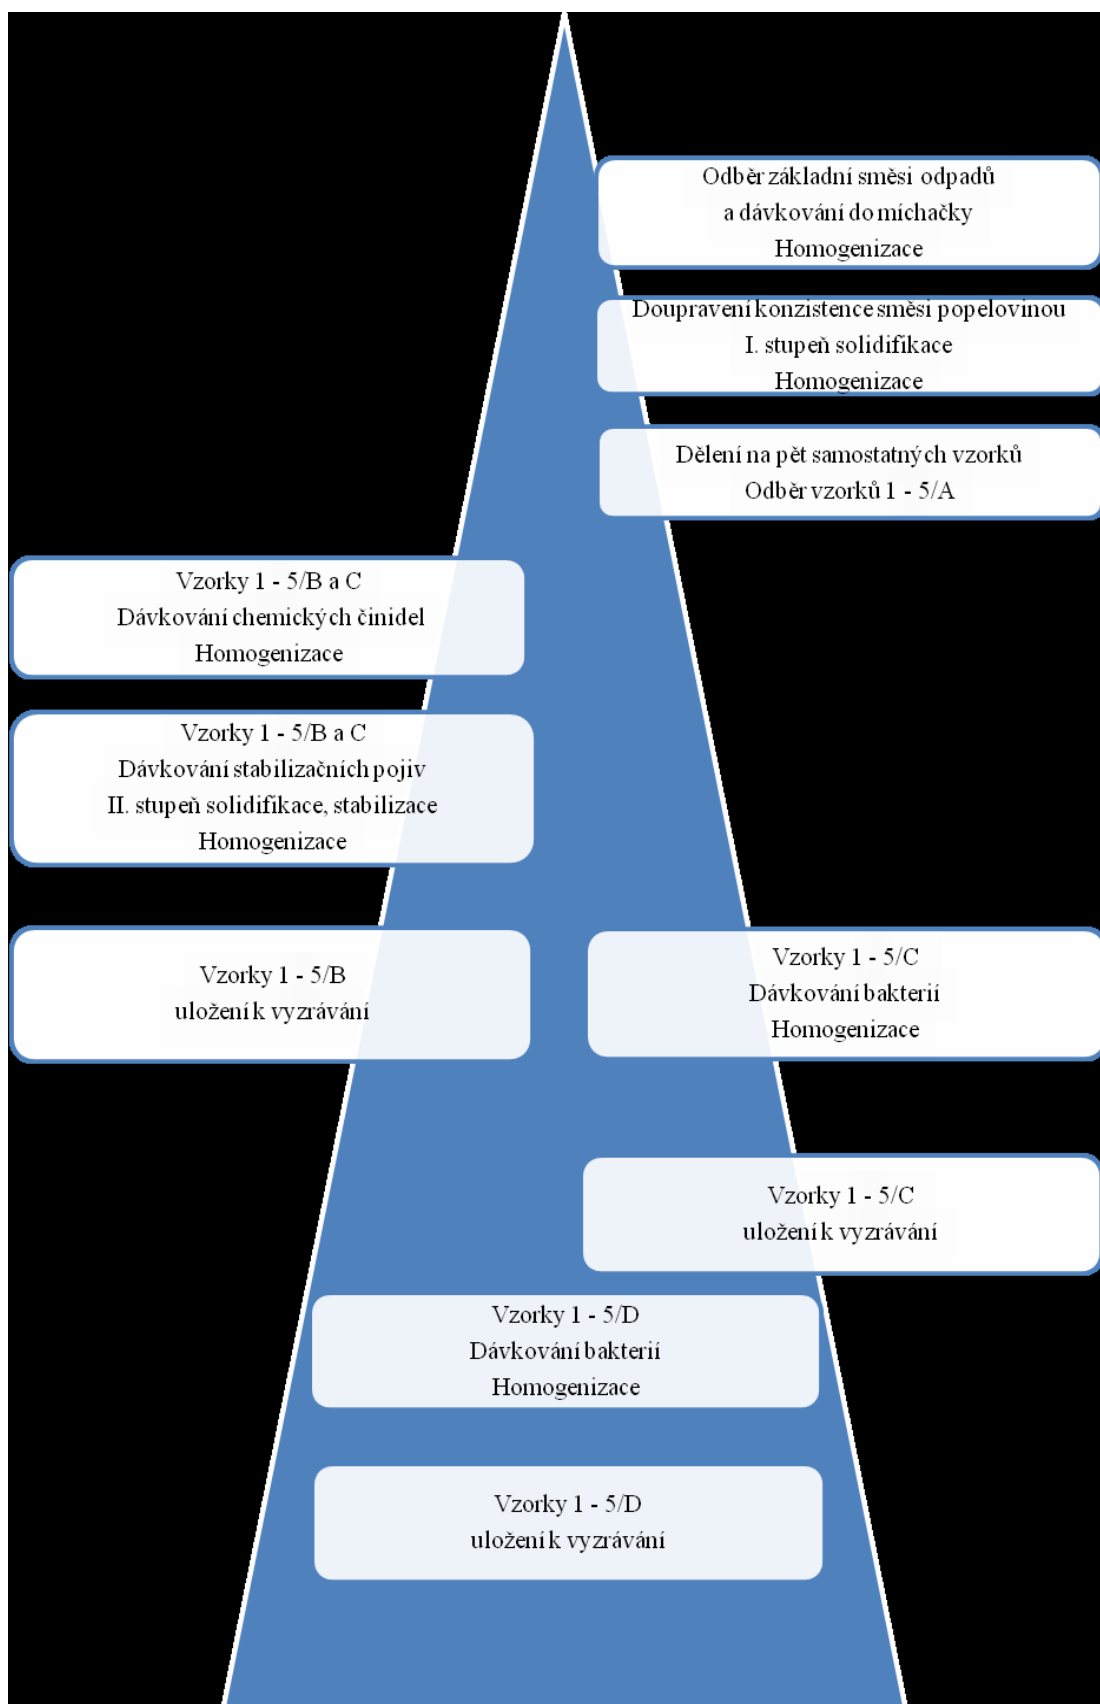 Odběr základní směsi odpadů
a dávkování do míchačky
Homogenizace
Doupravení konzistence směsi popelovinou
I. stupeň solidifikace
Homogenizace
Dělení na pět samostatných vzorků
Odběr vzorků 1 - 5/A
Vzorky 1 - 5/B a C
Dávkování chemických činidel
Homogenizace
Vzorky 1 - 5/B a C
Dávkování stabilizačních pojiv
II. stupeň solidifikace, stabilizace
Homogenizace
Vzorky 1 - 5/B
uložení k vyzrávání
Vzorky 1 - 5/C
Dávkování bakterií
Homogenizace
Vzorky 1 - 5/C
uložení k vyzrávání
Vzorky 1 - 5/D
Dávkování bakterií
Homogenizace
Vzorky 1 - 5/D
uložení k vyzrávání